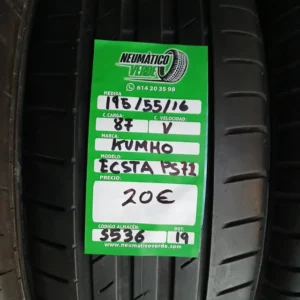 NEUMÁTICO
VERDE
614 20 35 99
MEDIDA:
195/55/16
C.CARGA: C. VELOCIDAD:
87 V
MARCA:
KUMHO
MODELO:
ECSTA PS71
PRECIO:
20€
CÓDIGO ALMACÉN: REF.
5536 19
www.neumaticoverde.com